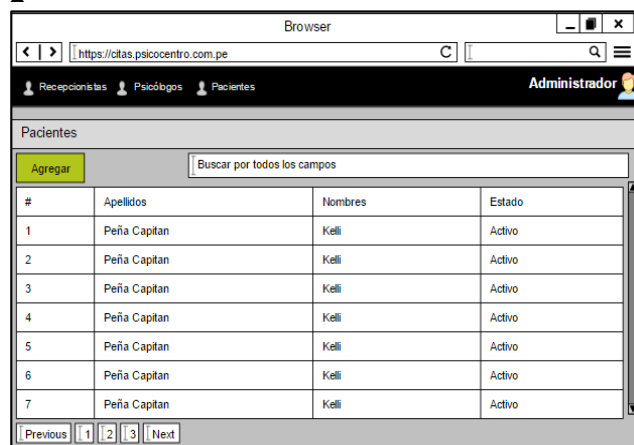 Browser
https://citas.psicocentro.com.pe
Recepcionistas Psicólogos Pacientes Administrador
Pacientes
Agregar Buscar por todos los campos
# Apellidos Nombres Estado
1 Peña Capitan Kelli Activo
2 Peña Capitan Kelli Activo
3 Peña Capitan Kelli Activo
4 Peña Capitan Kelli Activo
5 Peña Capitan Kelli Activo
6 Peña Capitan Kelli Activo
7 Peña Capitan Kelli Activo
Previous 1 2 3 Next